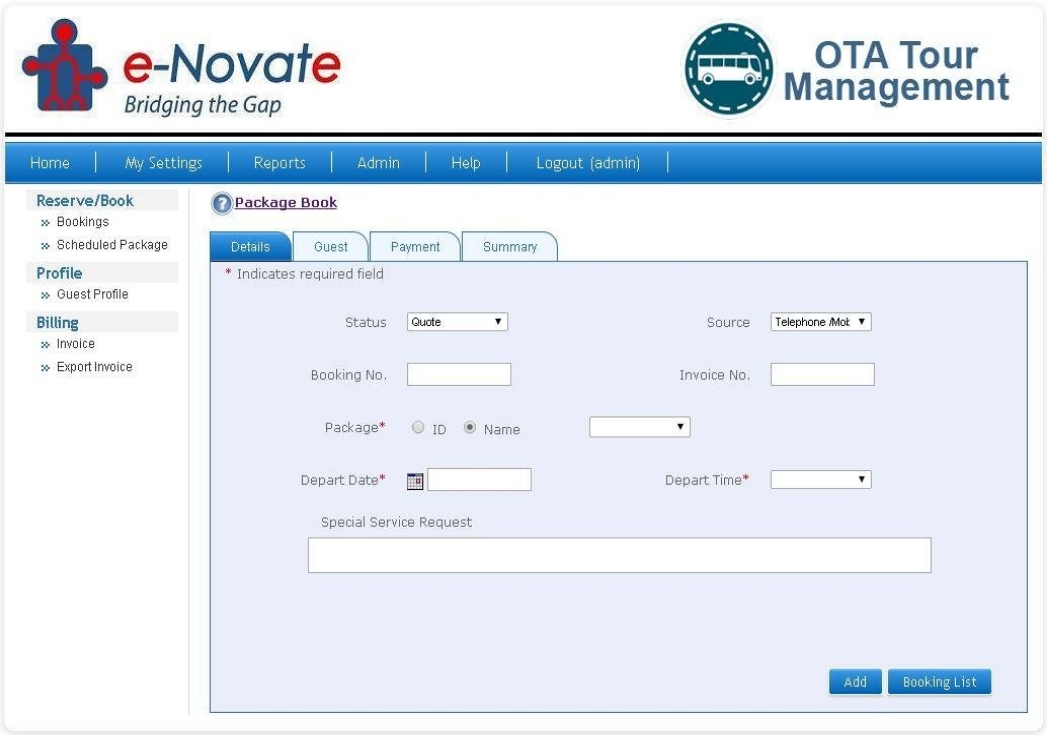 e-Novate
Bridging the Gap
OTA Tour
Management
Home My Settings Reports Admin Help Logout (admin)
Reserve/Book
Bookings
Scheduled Package
Profile
Guest Profile
Billing
Invoice
Export Invoice
? Package Book
Details Guest Payment Summary
* Indicates required field
Status Quote Source Telephone /Mot
Booking No. Invoice No.
Package* ID Name
Depart Date* Depart Time*
Special Service Request
Add Booking List